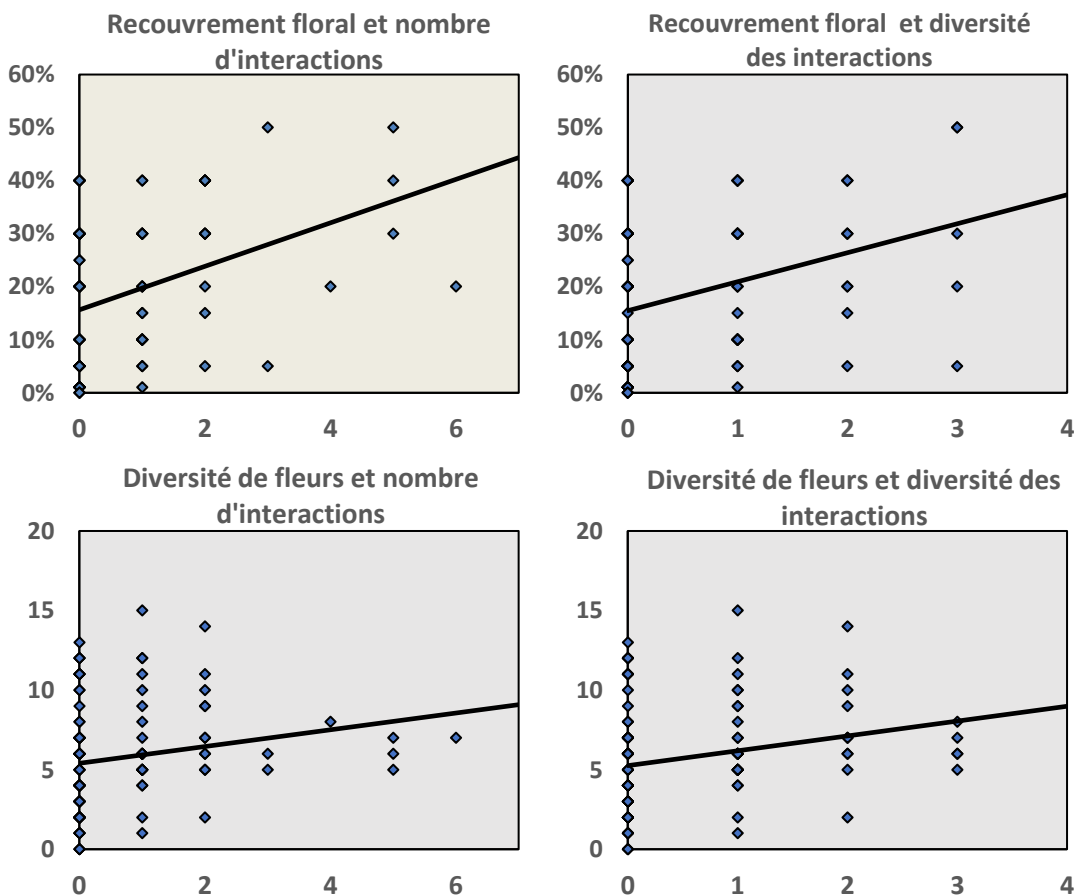 Recouvrement floral et nombre
d'interactions
60%
50%
40%
30%
20%
10%
0%
0 2 4 6
Recouvrement floral et diversité
des interactions
60%
50%
40%
30%
20%
10%
0%
0 1 2 3 4
Diversité de fleurs et nombre
d'interactions
20
15
10
5
0
0 2 4 6
Diversité de fleurs et diversité des
interactions
20
15
10
5
0
0 1 2 3 4